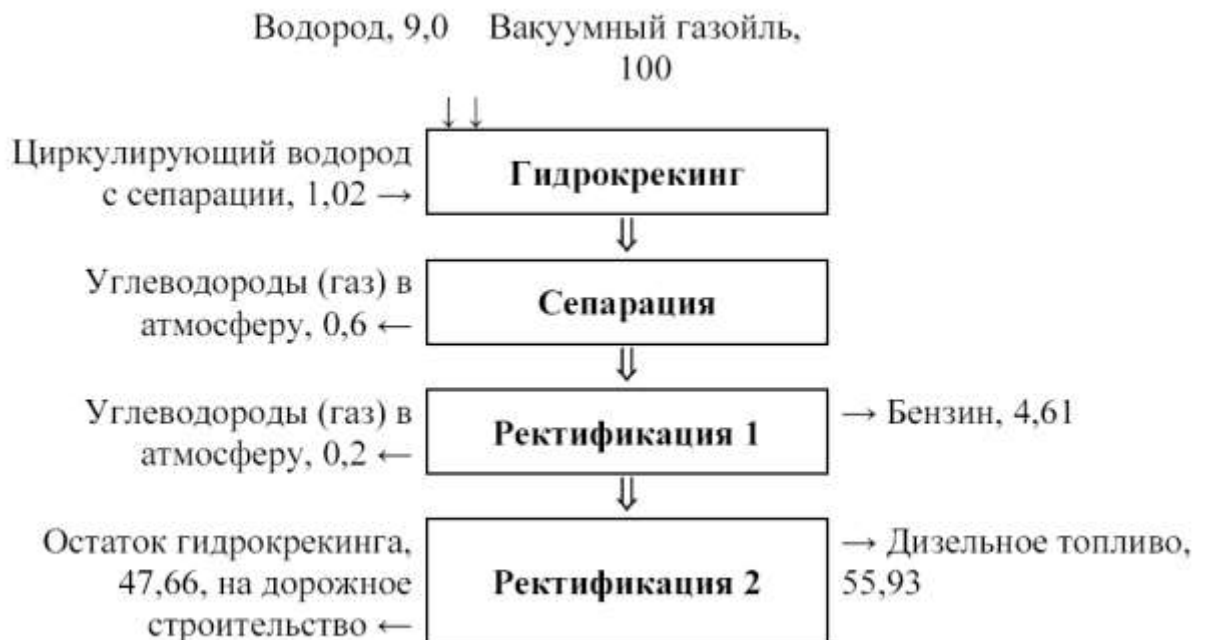 Водород, 9,0 Вакуумный газойль,
100
↓ ↓
Циркулирующий водород
с сепарации, 1,02 →
Гидрокрекинг
⇓
Углеводороды (газ) в
атмосферу, 0,6 ←
Сепарация
⇓
Углеводороды (газ) в
атмосферу, 0,2 ←
Ректификация 1
→ Бензин, 4,61
⇓
Остаток гидрокрекинга,
47,66, на дорожное
строительство ←
Ректификация 2
→ Дизельное топливо,
55,93